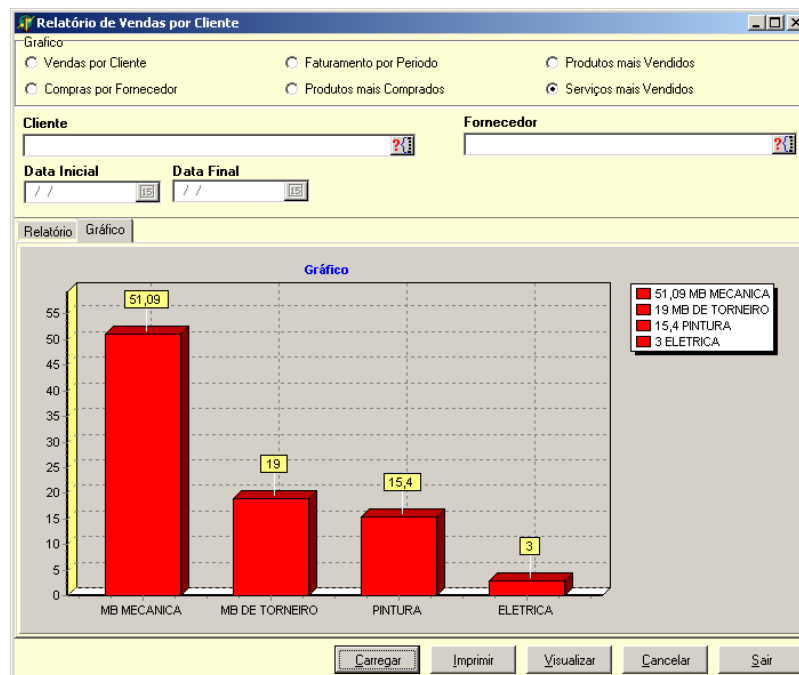 Relatório de Vendas por Cliente
Grafico
Vendas por Cliente Faturamento por Periodo Produtos mais Vendidos
Compras por Fornecedor Produtos mais Comprados Serviços mais Vendidos
Cliente Fornecedor
?{ ?{
Data Inicial Data Final
/ / 15 / / 15
Relatório Gráfico
Gráfico
51,09 MB MECANICA
19 MB DE TORNEIRO
15,4 PINTURA
3 ELETRICA
51,09
19
15,4
3
55
50
45
40
35
30
25
20
15
10
5
0
MB MECANICA MB DE TORNEIRO PINTURA ELETRICA
Carregar Imprimir Visualizar Cancelar Sair